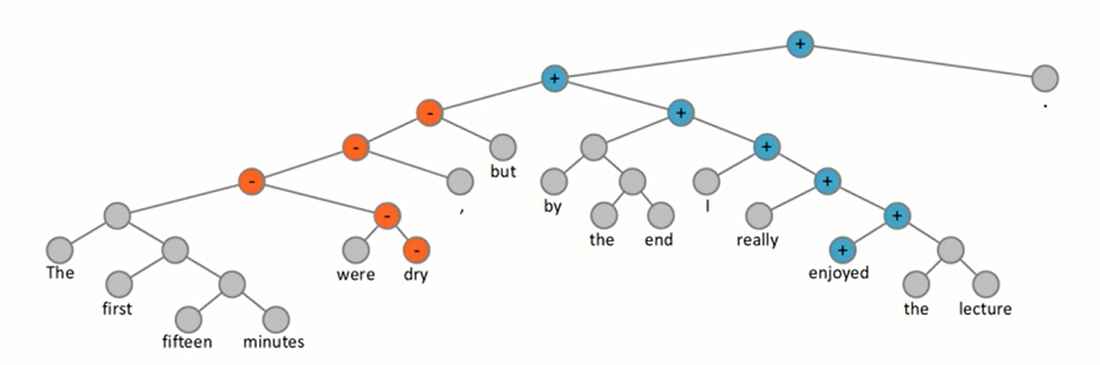 +
+
.
- +
- +
but
- +
by , I
- +
the end really
- +
The were dry enjoyed
first the lecture
fifteen minutes